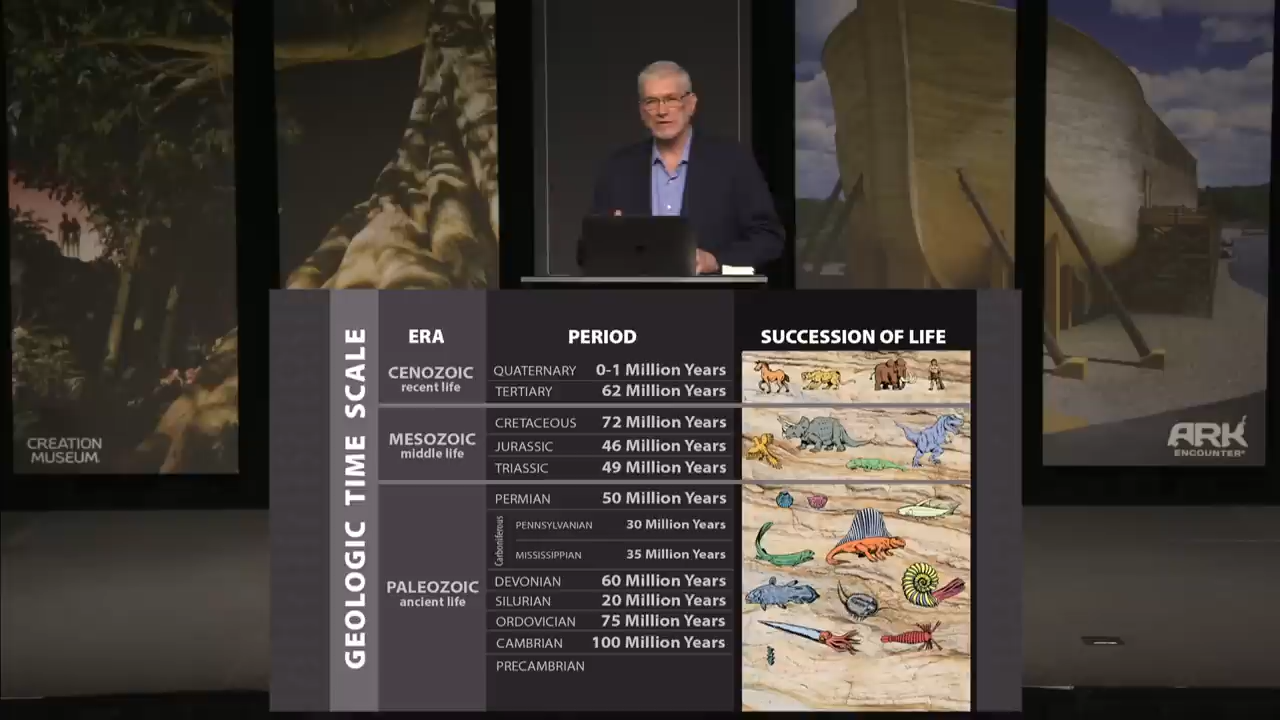 CREATION
MUSEUM
ARK
ENCOUNTER
GEOLOGIC TIME SCALE
ERA PERIOD SUCCESSION OF LIFE
CENOZOIC
recent life
QUATERNARY 0-1 Million Years
TERTIARY 62 Million Years
MESOZOIC
middle life
CRETACEOUS 72 Million Years
JURASSIC 46 Million Years
TRIASSIC 49 Million Years
PALEOZOIC
ancient life
PERMIAN 50 Million Years
Carboniferous
PENNSYLVANIAN 30 Million Years
MISSISSIPPIAN 35 Million Years
DEVONIAN 60 Million Years
SILURIAN 20 Million Years
ORDOVICIAN 75 Million Years
CAMBRIAN 100 Million Years
PRECAMBRIAN